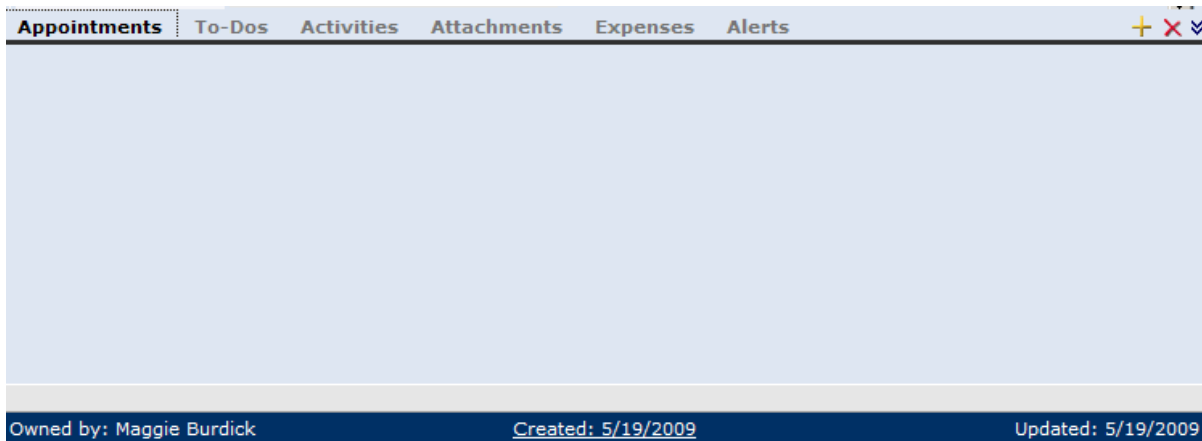 Appointments To-Dos Activities Attachments Expenses Alerts
Owned by: Maggie Burdick Created: 5/19/2009 Updated: 5/19/2009